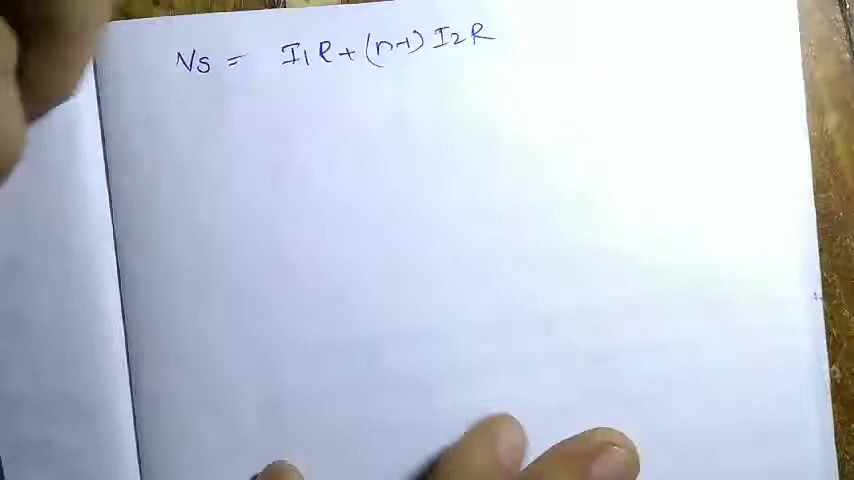 Vs = I1R + (n-1) I2R